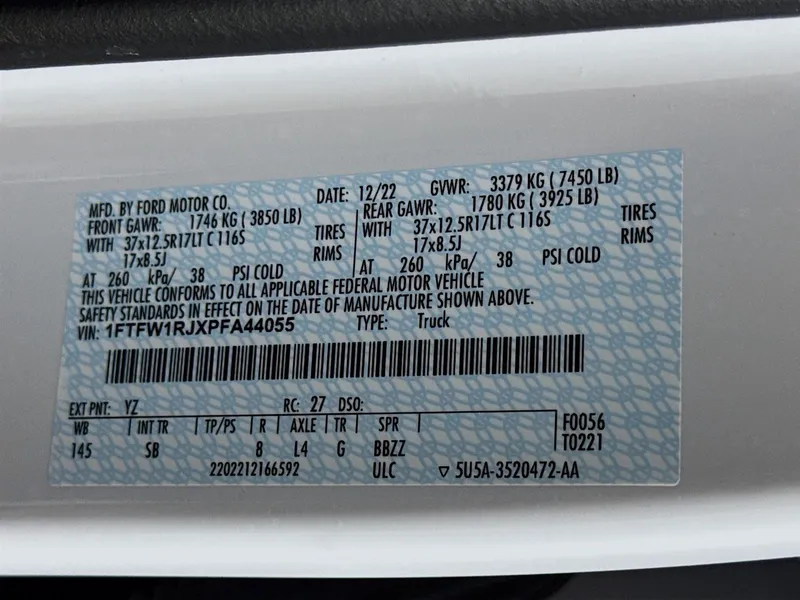 MFD. BY FORD MOTOR CO. DATE: 12/22 GVWR: 3379 KG ( 7450 LB)
FRONT GAWR: 1746 KG ( 3850 LB) REAR GAWR: 1780 KG ( 3925 LB)
WITH 37x12.5R17LT C 116S TIRES WITH 37x12.5R17LT C 116S TIRES
17x8.5J RIMS 17x8.5J RIMS
AT 260 kPa/ 38 PSI COLD AT 260 kPa/ 38 PSI COLD
THIS VEHICLE CONFORMS TO ALL APPLICABLE FEDERAL MOTOR VEHICLE
SAFETY STANDARDS IN EFFECT ON THE DATE OF MANUFACTURE SHOWN ABOVE.
VIN: 1FTFW1RJXPFA44055 TYPE: Truck
EXT PNT: YZ RC: 27 DSO:
WB INT TR TP/PS R AXLE TR SPR F0056
145 SB 8 L4 G BBZZ T0221
2202212166592 ULC ▽ 5U5A-3520472-AA